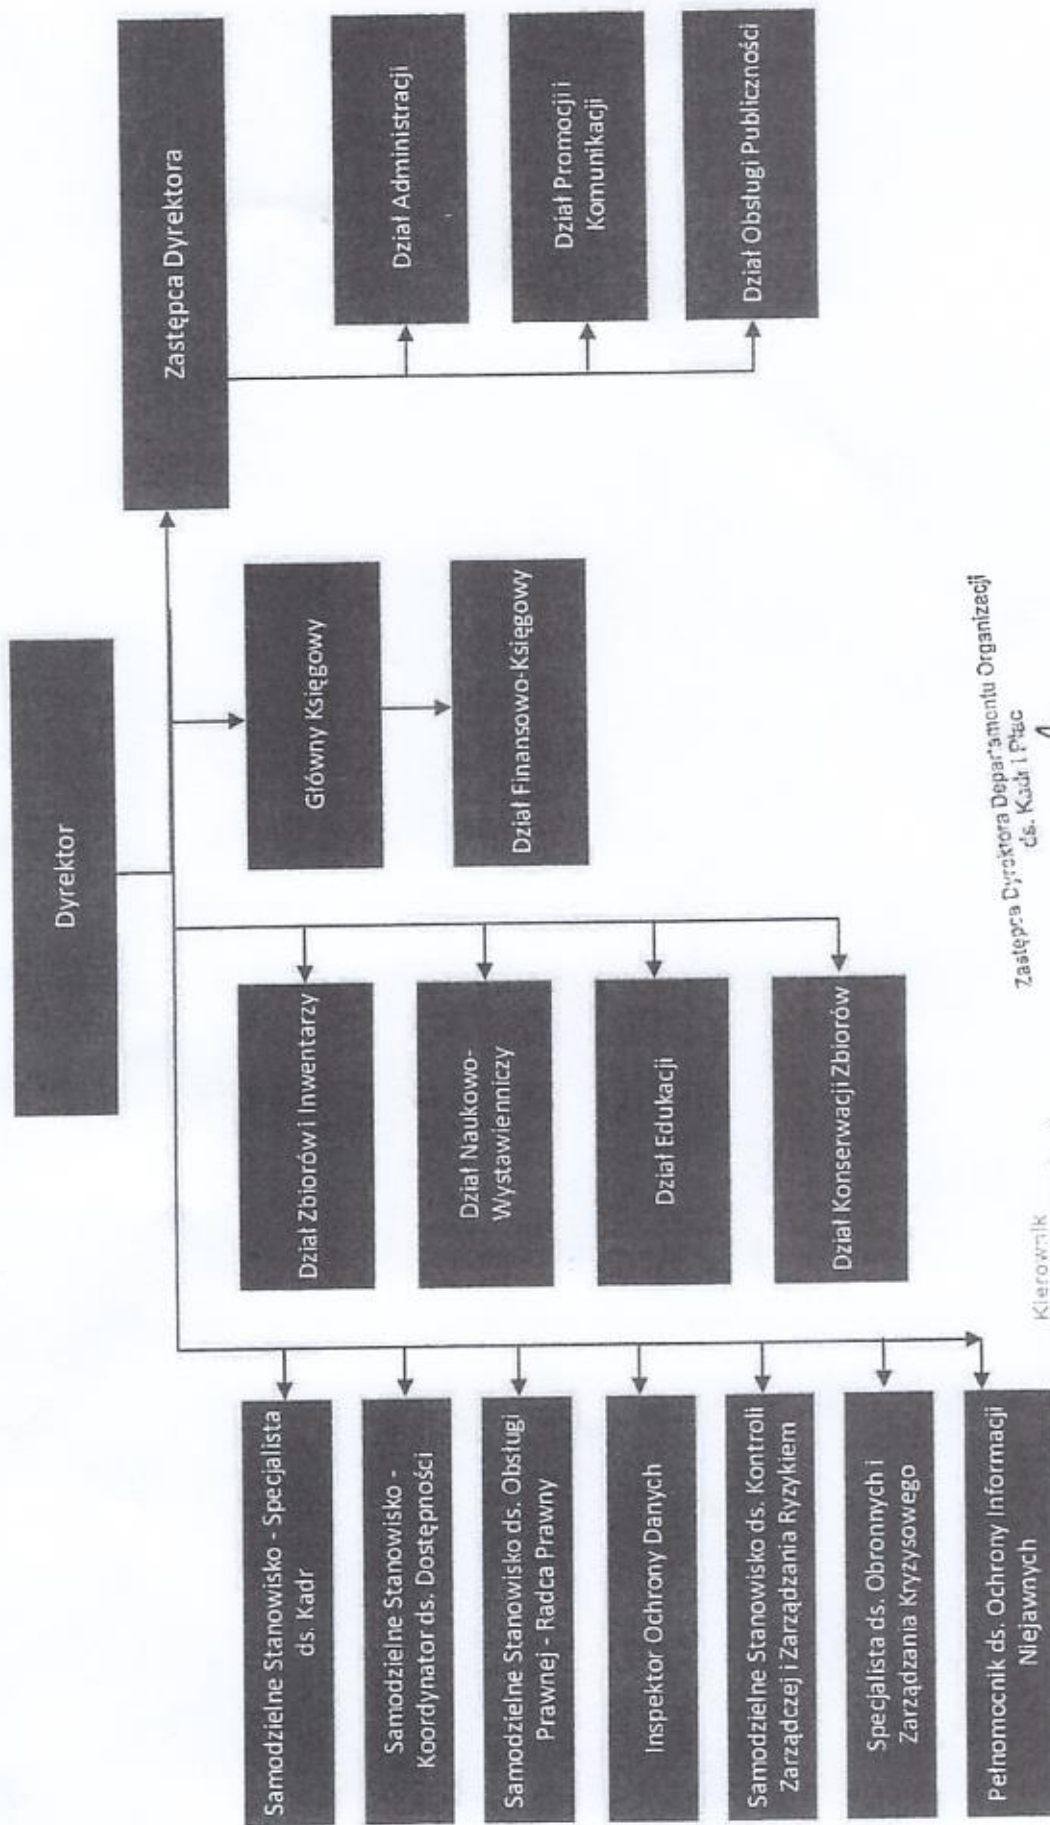 Dyrektor
Zastępca Dyrektora
Samodzielne Stanowisko - Specjalista
ds. Kadr
Samodzielne Stanowisko -
Koordynator ds. Dostępności
Samodzielne Stanowisko ds. Obsługi
Prawnej - Radca Prawny
Inspektor Ochrony Danych
Samodzielne Stanowisko ds. Kontroli
Zarządczej i Zarządzania Ryzykiem
Specjalista ds. Obronnych i
Zarządzania Kryzysowego
Pełnomocnik ds. Ochrony Informacji
Niejawnych
Dział Zbiorów i Inwentarzy
Dział Naukowo-
Wystawienniczy
Dział Edukacji
Dział Konserwacji Zbiorów
Główny Księgowy
Dział Finansowo-Księgowy
Dział Administracji
Dział Promocji i
Komunikacji
Dział Obsługi Publiczności
Kierownik
Zastępca Dyrektora Departamentu Organizacji
ds. Kadr i Płac